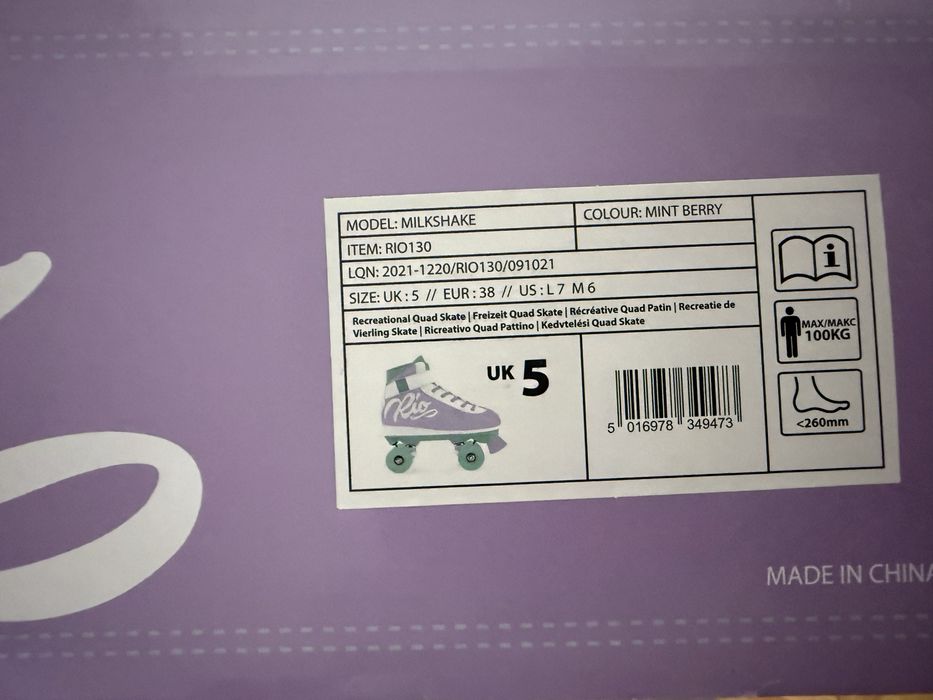 MODEL: MILKSHAKE
COLOUR: MINT BERRY
ITEM: RIO130
LQN: 2021-1220/RIO130/091021
SIZE: UK : 5 // EUR : 38 // US : L 7 M 6
Recreational Quad Skate | Freizeit Quad Skate | Récréative Quad Patin | Recreatie de
Vierling Skate | Ricreativo Quad Pattino | Kedvtelési Quad Skate
UK 5
Rio
5 016978 349473
i
MAX/МАКС
100KG
<260mm
MADE IN CHINA